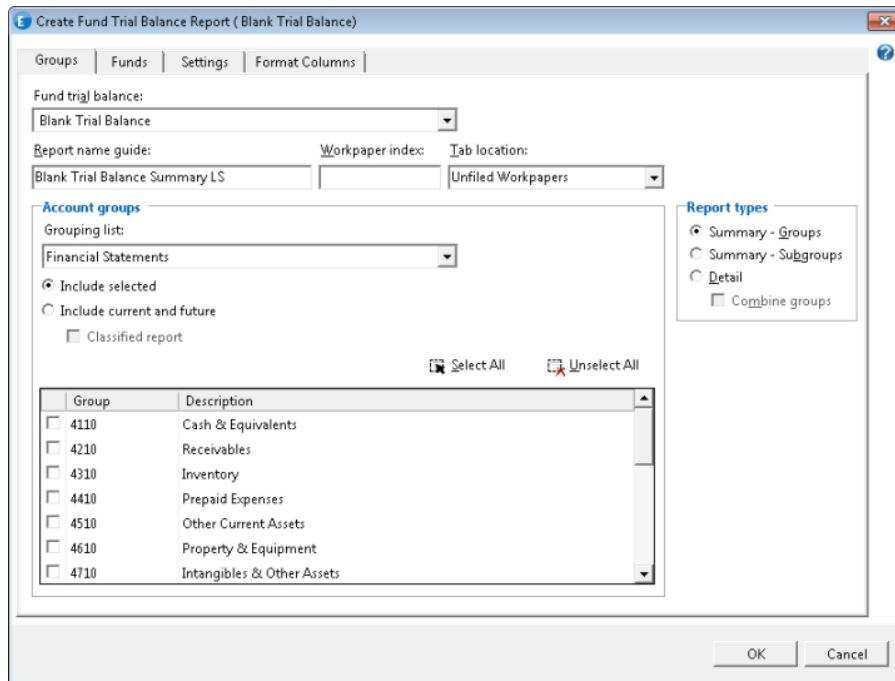 Create Fund Trial Balance Report ( Blank Trial Balance)
Groups Funds Settings Format Columns
Fund trial balance:
Blank Trial Balance
Report name guide: Workpaper index: Tab location:
Blank Trial Balance Summary LS Unfiled Workpapers
Account groups Report types
Grouping list: Summary - Groups
Financial Statements Summary - Subgroups
Include selected Detail
Include current and future Combine groups
Classified report
Select All Unselect All
Group Description
4110 Cash & Equivalents
4210 Receivables
4310 Inventory
4410 Prepaid Expenses
4510 Other Current Assets
4610 Property & Equipment
4710 Intangibles & Other Assets
OK Cancel